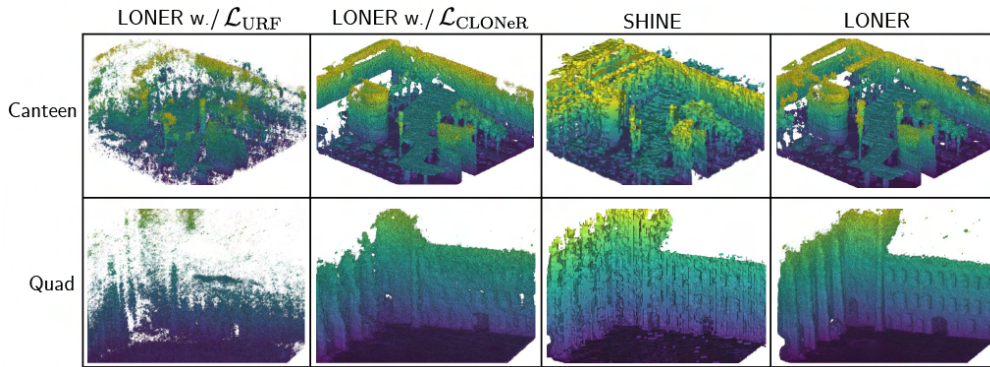 LONER w./ 𝓛URF
LONER w./ 𝓛CLONeR
SHINE
LONER
Canteen
Quad